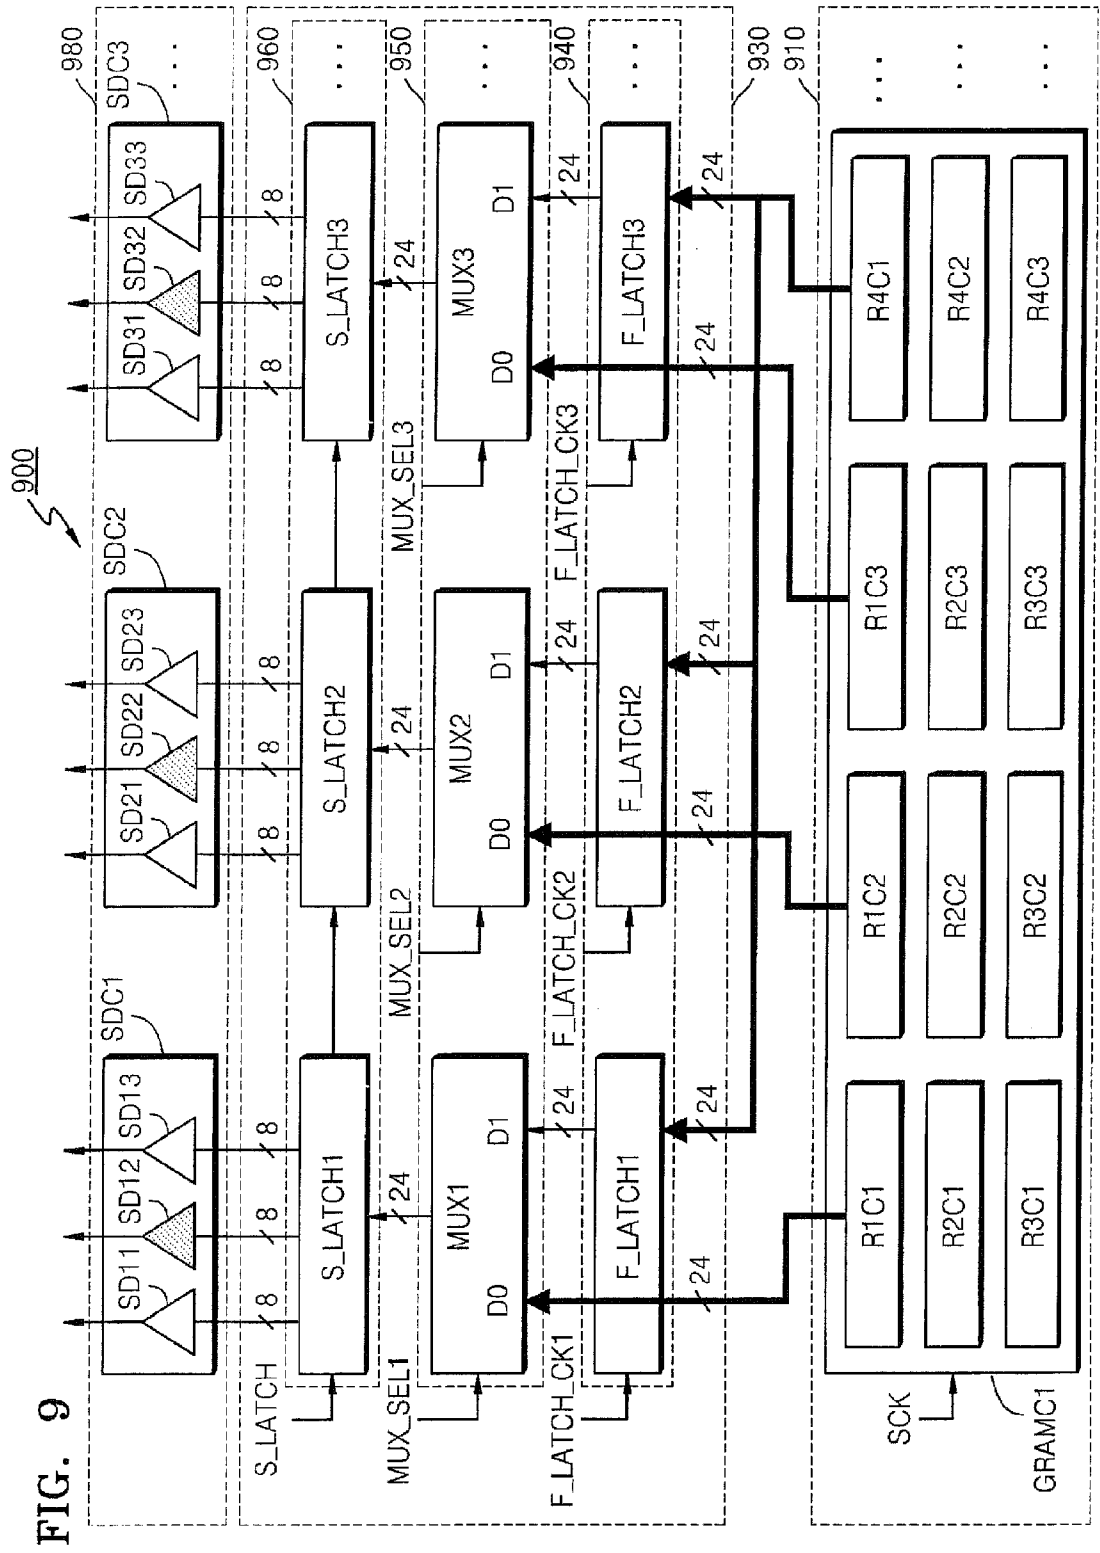 FIG. 9
900
980
SDC1
SDC2
SDC3
SD11
SD12
SD13
SD21
SD22
SD23
SD31
SD32
SD33
. . .
8
8
8
8
8
8
8
8
8
960
S_LATCH
S_LATCH1
S_LATCH2
S_LATCH3
. . .
24
24
24
950
MUX_SEL1
MUX1
D0
D1
MUX_SEL2
MUX2
D0
D1
MUX_SEL3
MUX3
D0
D1
. . .
24
24
24
940
F_LATCH_CK1
F_LATCH1
F_LATCH_CK2
F_LATCH2
F_LATCH_CK3
F_LATCH3
. . .
930
24
24
24
24
24
24
910
SCK
GRAMC1
R1C1
R1C2
R1C3
R4C1
. . .
R2C1
R2C2
R2C3
R4C2
. . .
R3C1
R3C2
R3C3
R4C3
. . .